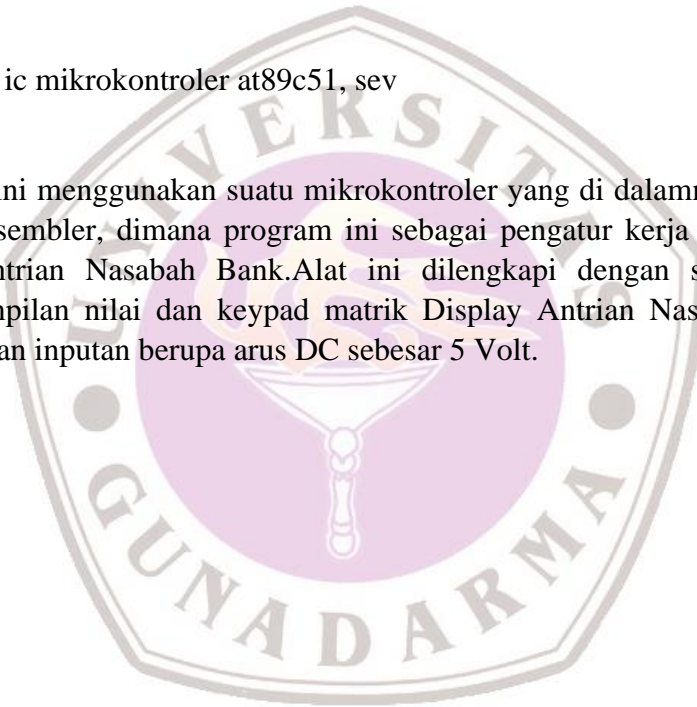 ic mikrokontroler at89c51, sev
ini menggunakan suatu mikrokontroler yang di dalamn
sembler, dimana program ini sebagai pengatur kerja
ntrian Nasabah Bank.Alat ini dilengkapi dengan s
mpilan nilai dan keypad matrik Display Antrian Nas
an inputan berupa arus DC sebesar 5 Volt.
UNIVERSITAS
GUNADARMA